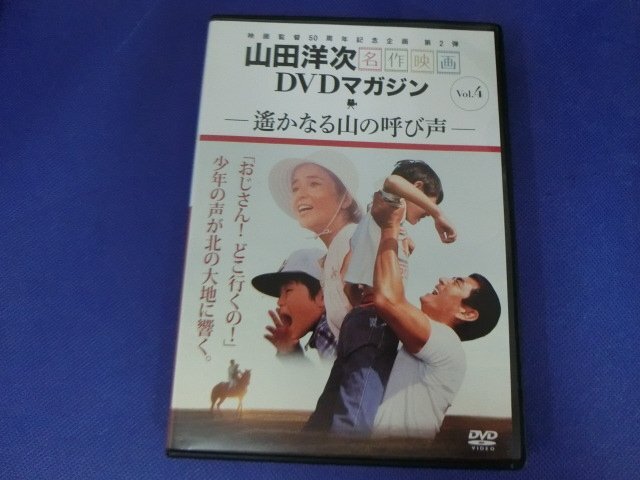 映画監督50周年記念企画 第2弾
山田洋次名作映画
DVDマガジン
Vol.4
遙かなる山の呼び声
「おじさん!どこ行くの!」
少年の声が北の大地に響く。
DVD
VIDEO